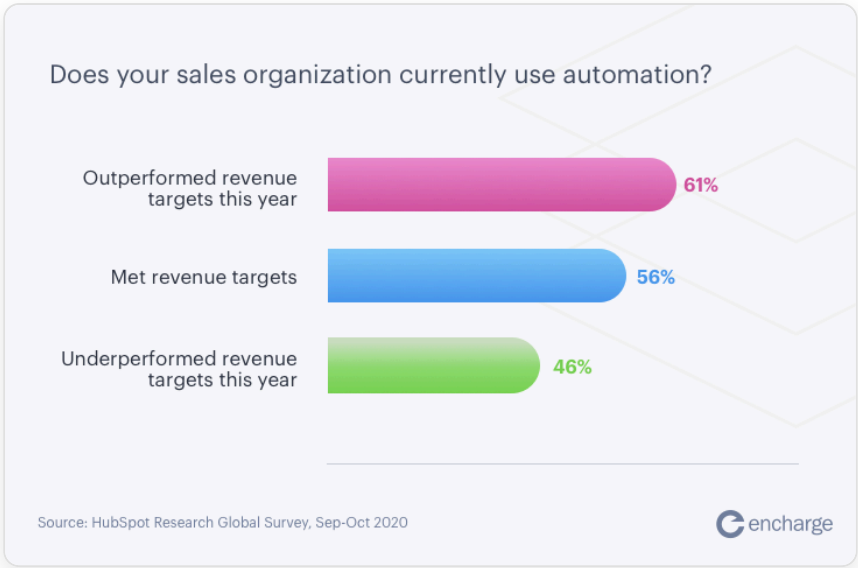 Does your sales organization currently use automation?
Outperformed revenue
targets this year
61%
Met revenue targets
56%
Underperformed revenue
targets this year
46%
Source: HubSpot Research Global Survey, Sep-Oct 2020
encharge